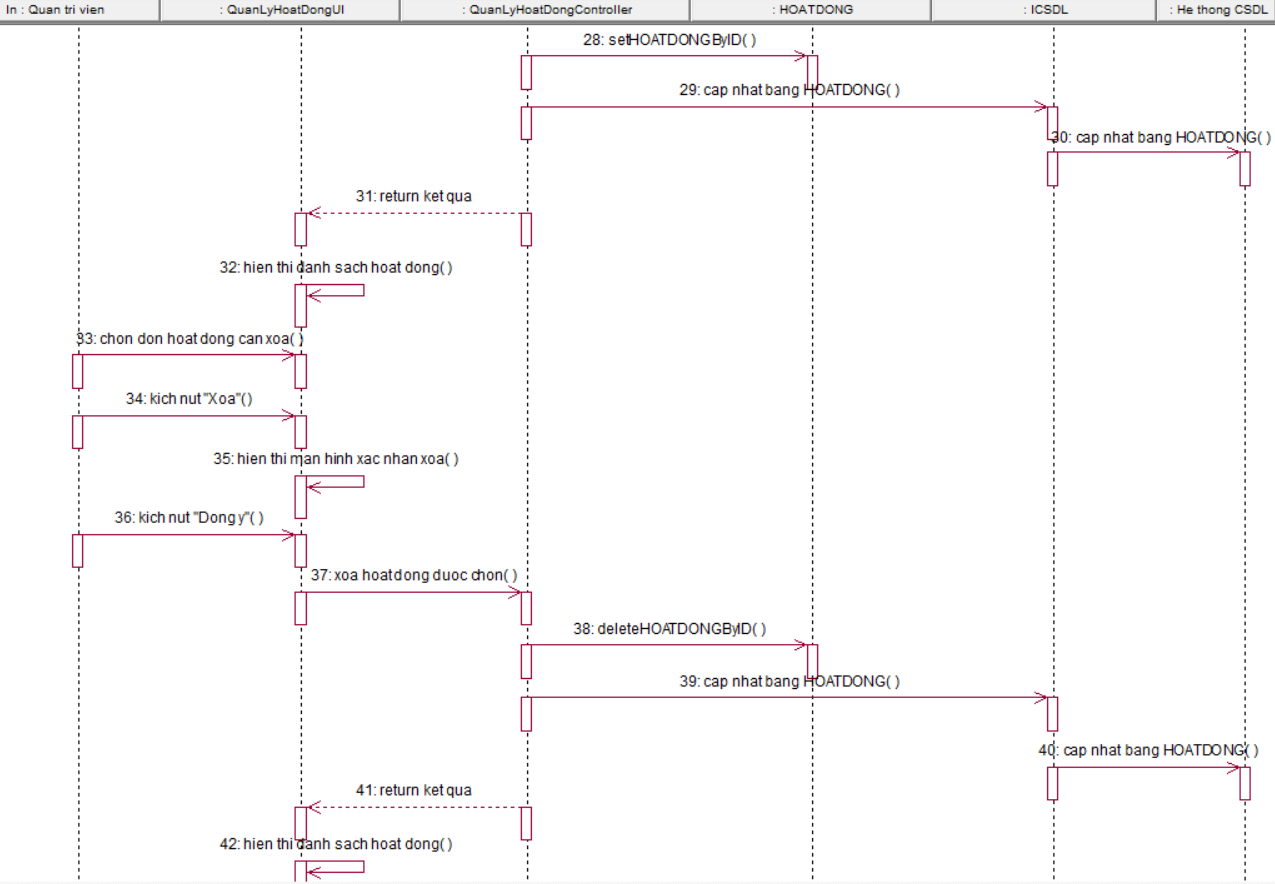 In : Quan tri vien
: QuanLyHoatDongUI
: QuanLyHoatDongController
: HOATDONG
: ICSDL
: He thong CSDL
28: setHOATDONGByID( )
29: cap nhat bang HOATDONG( )
30: cap nhat bang HOATDONG( )
31: return ket qua
32: hien thi danh sach hoat dong( )
33: chon don hoat dong can xoa( )
34: kich nut "Xoa"( )
35: hien thi man hinh xac nhan xoa( )
36: kich nut "Dong y"( )
37: xoa hoat dong duoc chon( )
38: deleteHOATDONGByID( )
39: cap nhat bang HOATDONG( )
40: cap nhat bang HOATDONG( )
41: return ket qua
42: hien thi danh sach hoat dong( )